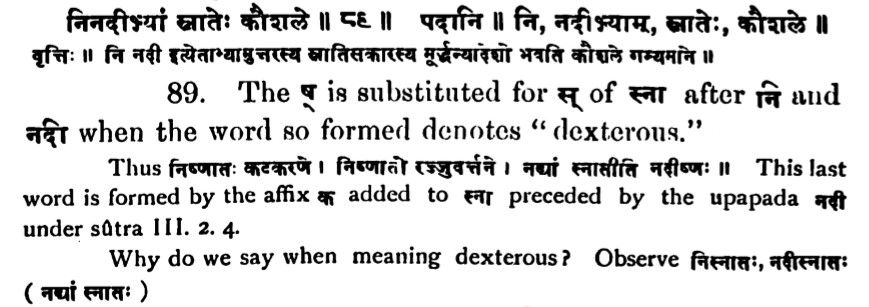 निनदीभ्यां स्नातेः कौशले ॥ ८९ ॥ पदानि ॥ नि, नदीभ्याम्, स्नातेः, कौशले ॥
वृत्तिः ॥ नि नदी इत्येताभ्यामुत्तरस्य स्नातिसकारस्य मूर्द्धन्यादेशो भवति कौशले गम्यमाने ॥
89. The ष् is substituted for स् of स्ना after नि and
नदी when the word so formed denotes “dexterous.”
Thus निष्णातः कटकरणे । निष्णातो रज्जुवर्त्तने । नद्यां स्नातीति नदीष्णः ॥ This last
word is formed by the affix क added to स्ना preceded by the upapada नदी
under sûtra III. 2. 4.
Why do we say when meaning dexterous? Observe निस्नातः, नदीस्नातः
( नद्यां स्नातः )